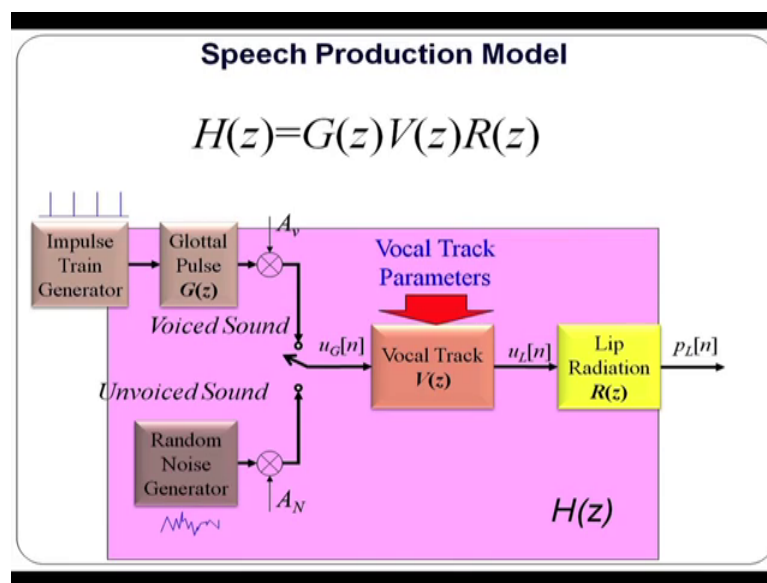 Speech Production Model
H(z)=G(z)V(z)R(z)
Impulse
Train
Generator
Glottal
Pulse
G(z)
A_v
Voiced Sound
Vocal Track
Parameters
u_G[n]
Vocal Track
V(z)
u_L[n]
Lip
Radiation
R(z)
p_L[n]
Unvoiced Sound
Random
Noise
Generator
A_N
H(z)